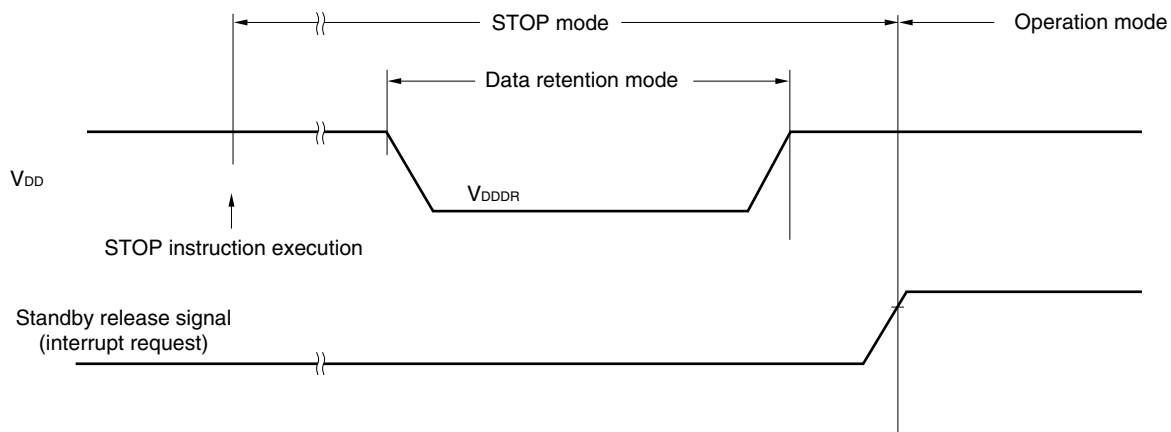 STOP mode
Operation mode
Data retention mode
VDD
VDDDR
STOP instruction execution
Standby release signal
(interrupt request)